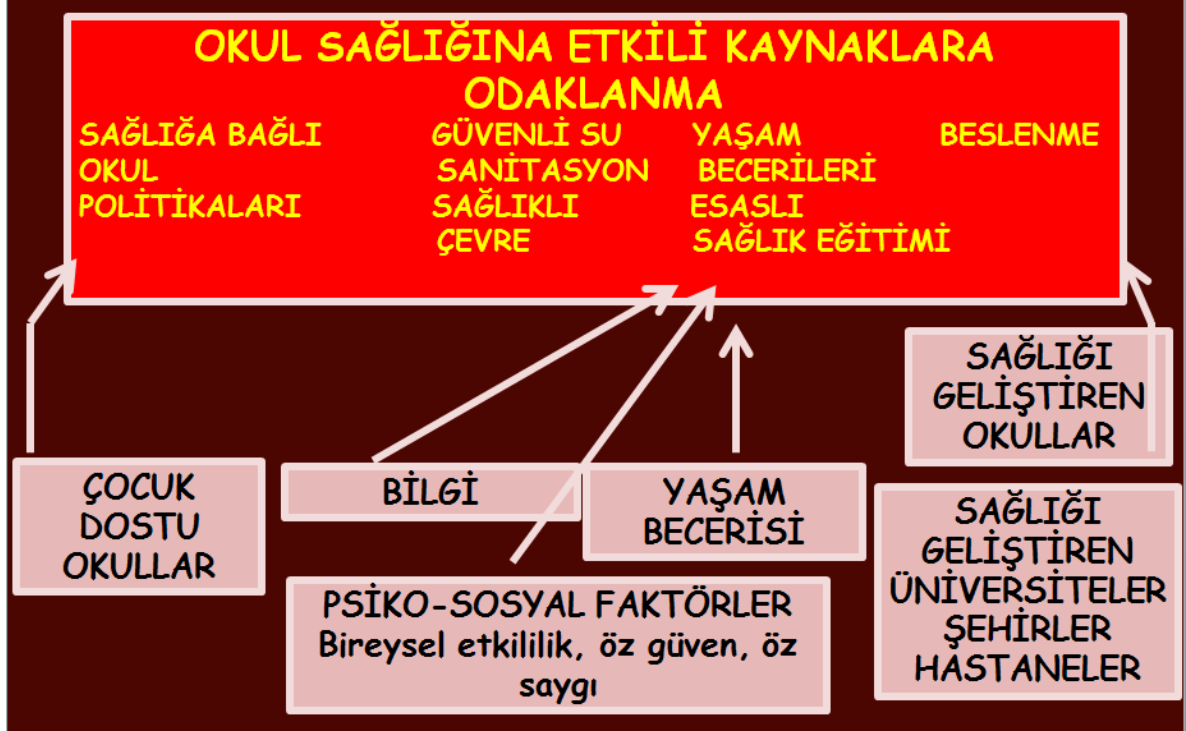 OKUL SAĞLIĞINA ETKİLİ KAYNAKLARA
ODAKLANMA
SAĞLIĞA BAĞLI GÜVENLİ SU YAŞAM BESLENME
OKUL SANİTASYON BECERİLERİ
POLİTİKALARI SAĞLIKLI ESASLI
ÇEVRE SAĞLIK EĞİTİMİ
SAĞLIĞI
GELİŞTİREN
OKULLAR
ÇOCUK
DOSTU
OKULLAR
BİLGİ
YAŞAM
BECERİSİ
PSİKO-SOSYAL FAKTÖRLER
Bireysel etkililik, öz güven, öz
saygı
SAĞLIĞI
GELİŞTİREN
ÜNİVERSİTELER
ŞEHİRLER
HASTANELER